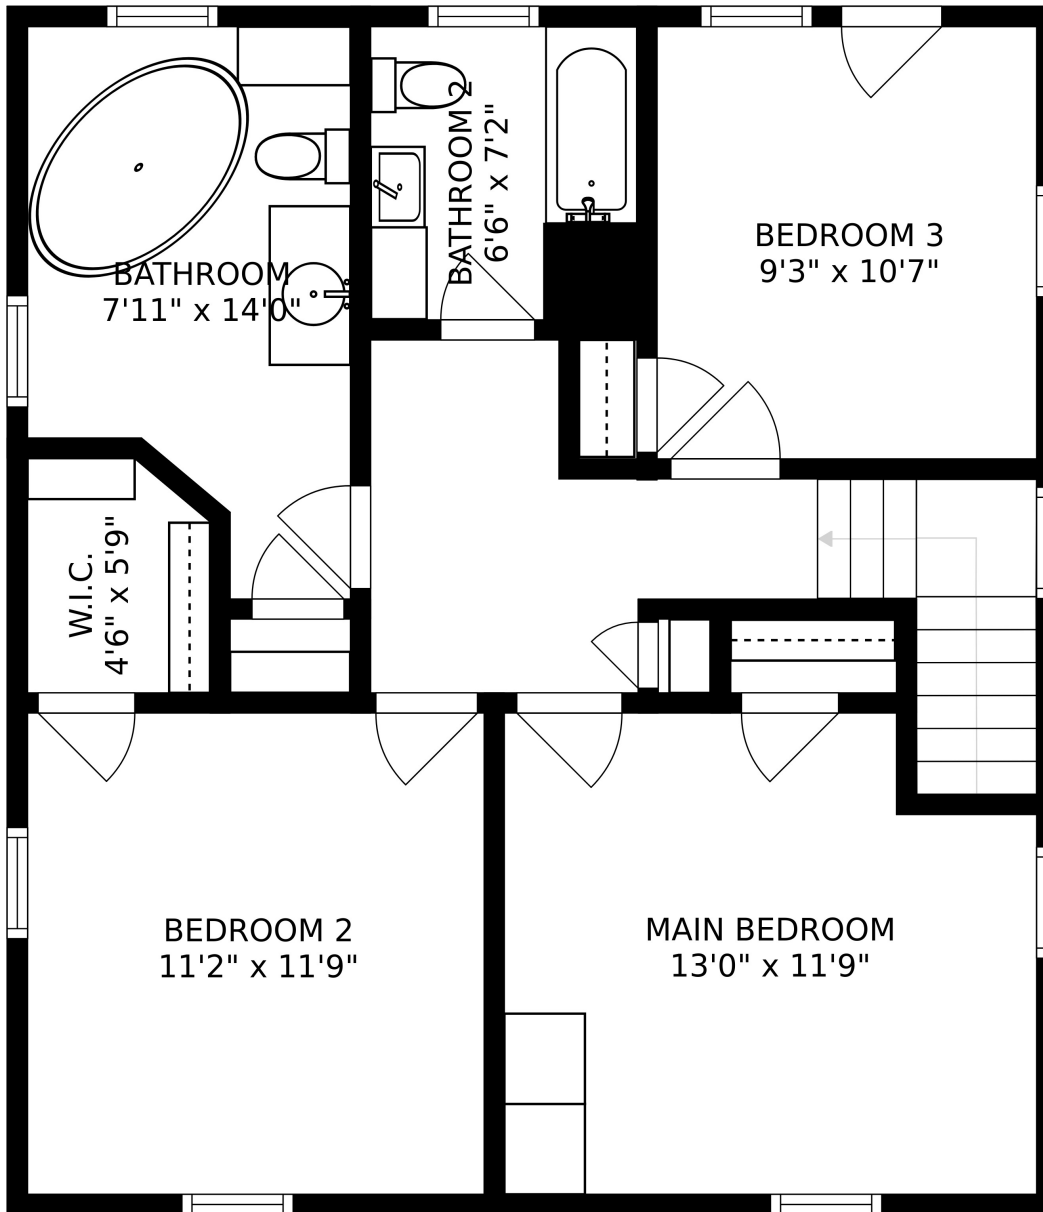 BATHROOM
7'11" x 14'0"
BATHROOM 2
6'6" x 7'2"
BEDROOM 3
9'3" x 10'7"
W.I.C.
4'6" x 5'9"
BEDROOM 2
11'2" x 11'9"
MAIN BEDROOM
13'0" x 11'9"